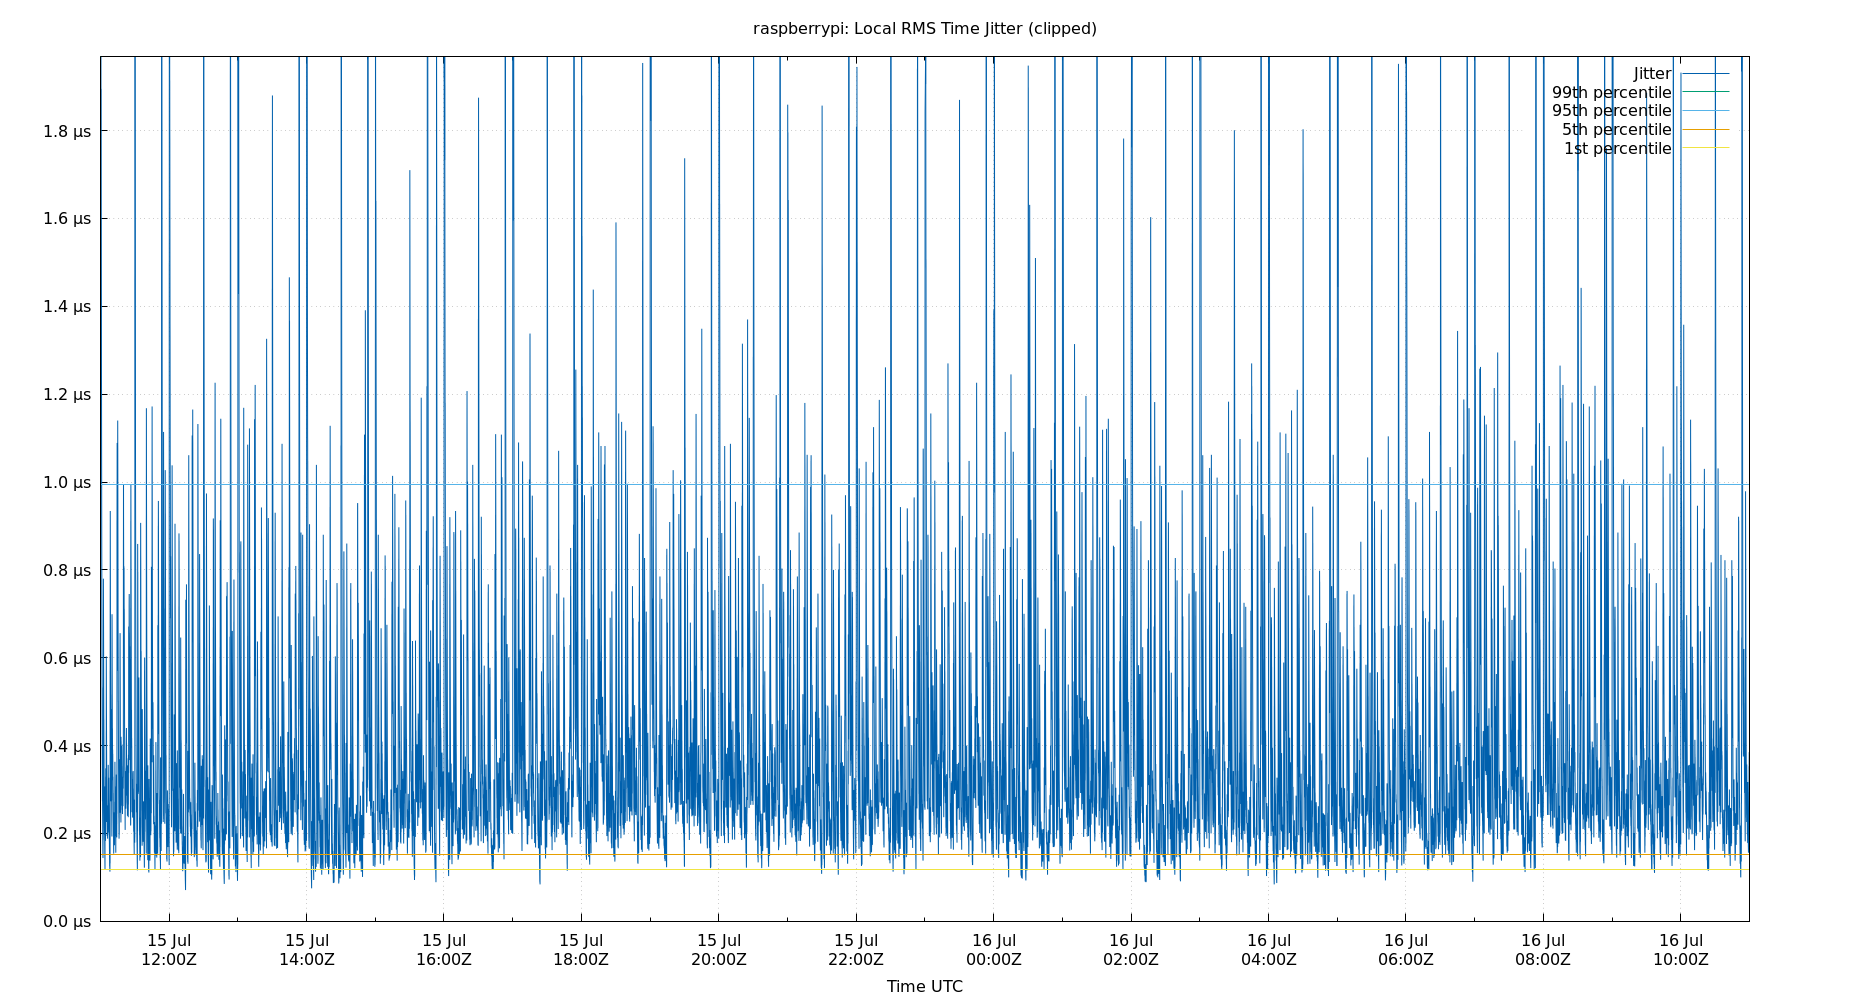 raspberrypi: Local RMS Time Jitter (clipped)
Jitter
99th percentile
95th percentile
5th percentile
1st percentile
1.8 µs
1.6 µs
1.4 µs
1.2 µs
1.0 µs
0.8 µs
0.6 µs
0.4 µs
0.2 µs
0.0 µs
15 Jul 15 Jul 15 Jul 15 Jul 15 Jul 15 Jul 16 Jul 16 Jul 16 Jul 16 Jul 16 Jul 16 Jul
12:00Z 14:00Z 16:00Z 18:00Z 20:00Z 22:00Z 00:00Z 02:00Z 04:00Z 06:00Z 08:00Z 10:00Z
Time UTC